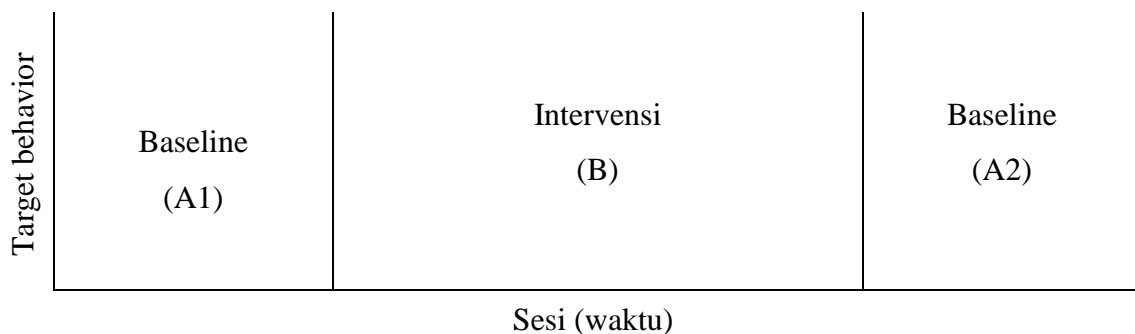 Target behavior
Baseline
(A1)
Intervensi
(B)
Baseline
(A2)
Sesi (waktu)